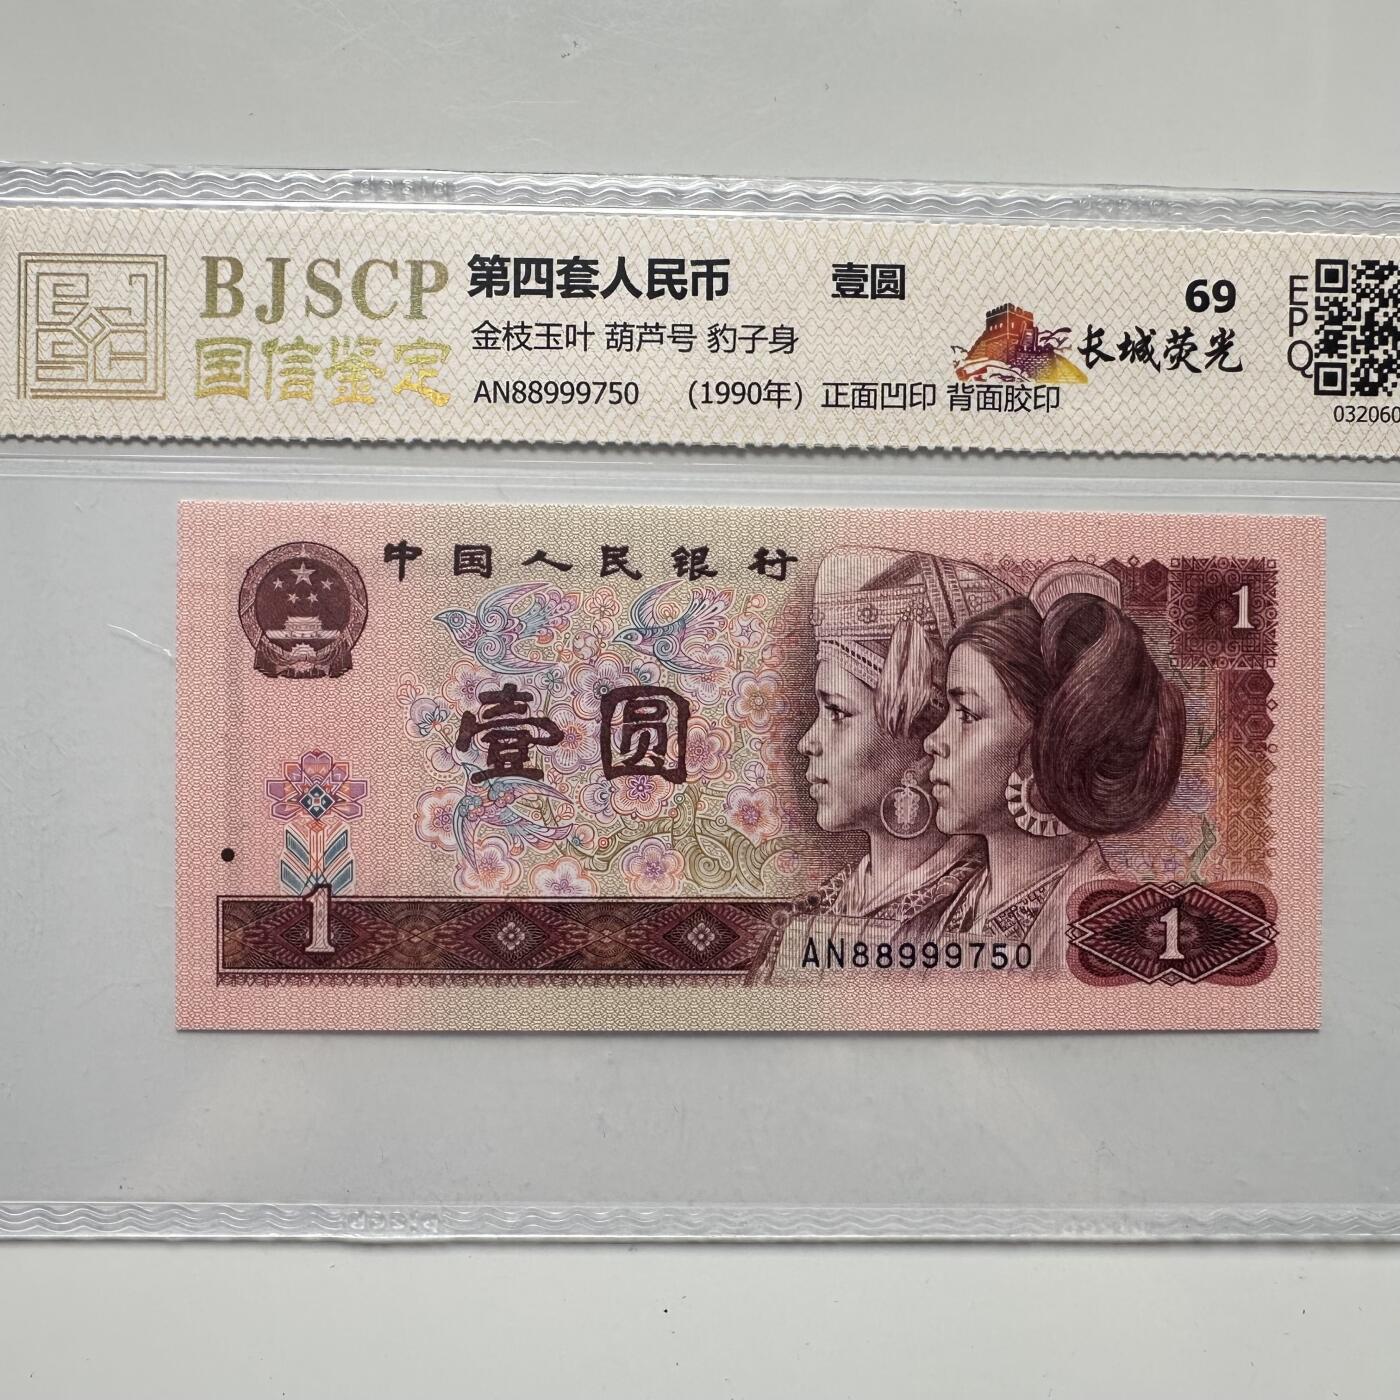 BJSCP
国信鉴定
第四套人民币 壹圆 69
金枝玉叶 葫芦号 豹子身
长城荧光
AN88999750 (1990年) 正面凹印 背面胶印
EPQ
032060
中国人民银行
1
壹圆
1
AN88999750
1